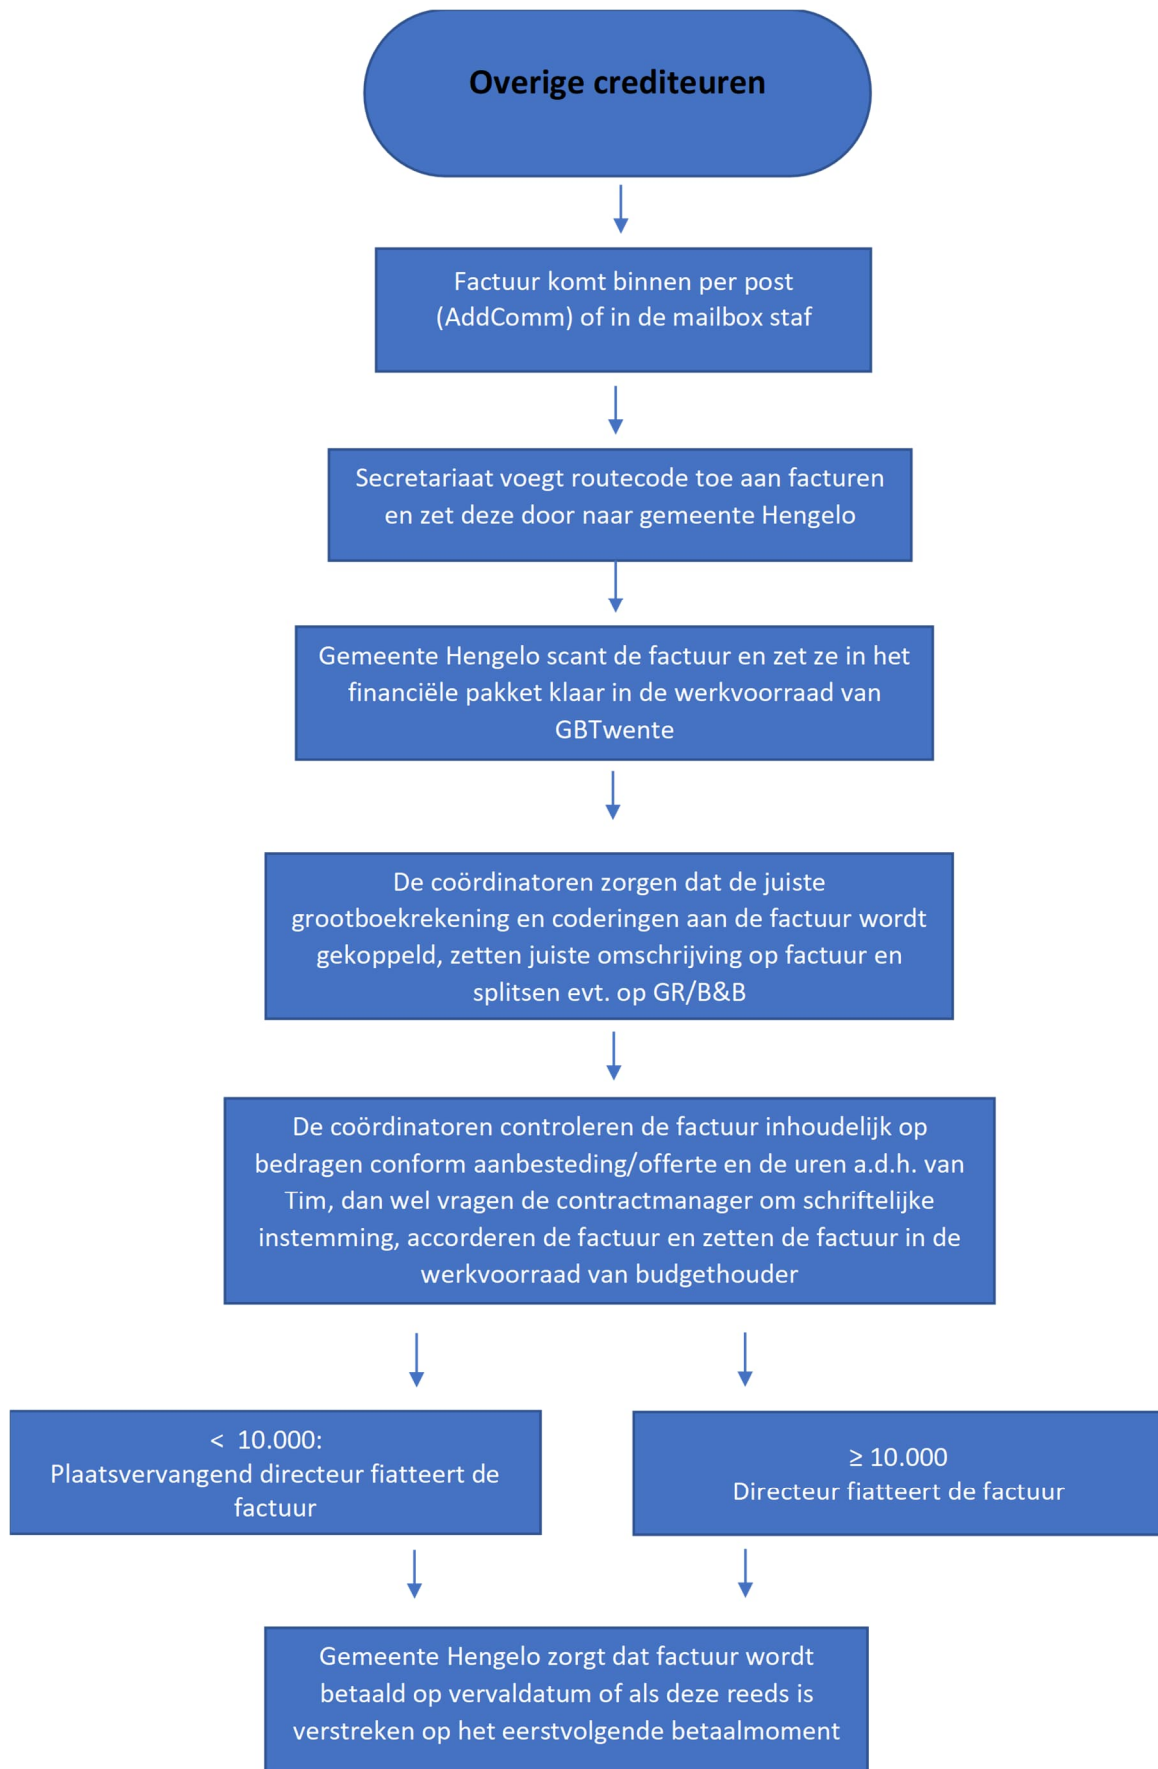 Overige crediteuren
Factuur komt binnen per post
(AddComm) of in de mailbox staf
Secretariaat voegt routecode toe aan facturen
en zet deze door naar gemeente Hengelo
Gemeente Hengelo scant de factuur en zet ze in het
financiële pakket klaar in de werkvoorraad van
GBTwente
De coördinatoren zorgen dat de juiste
grootboekrekening en coderingen aan de factuur wordt
gekoppeld, zetten juiste omschrijving op factuur en
splitsen evt. op GR/B&B
De coördinatoren controleren de factuur inhoudelijk op
bedragen conform aanbesteding/offerte en de uren a.d.h. van
Tim, dan wel vragen de contractmanager om schriftelijke
instemming, accorderen de factuur en zetten de factuur in de
werkvoorraad van budgethouder
< 10.000:
Plaatsvervangend directeur fiatteert de
factuur
≥ 10.000
Directeur fiatteert de factuur
Gemeente Hengelo zorgt dat factuur wordt
betaald op vervaldatum of als deze reeds is
verstreken op het eerstvolgende betaalmoment